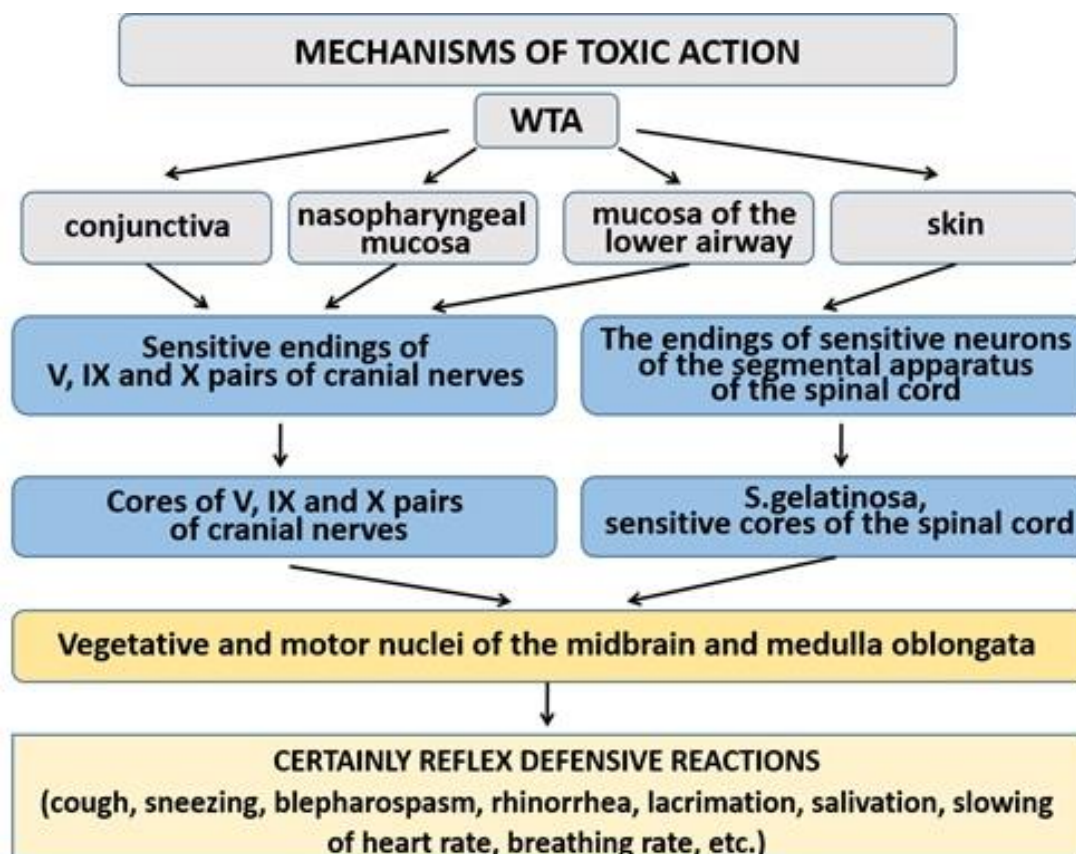 MECHANISMS OF TOXIC ACTION
WTA
conjunctiva
nasopharyngeal
mucosa
mucosa of the
lower airway
skin
Sensitive endings of
V, IX and X pairs of cranial nerves
The endings of sensitive neurons
of the segmental apparatus
of the spinal cord
Cores of V, IX and X pairs
of cranial nerves
S.gelatinosa,
sensitive cores of the spinal cord
Vegetative and motor nuclei of the midbrain and medulla oblongata
CERTAINLY REFLEX DEFENSIVE REACTIONS
(cough, sneezing, blepharospasm, rhinorrhea, lacrimation, salivation, slowing
of heart rate, breathing rate, etc.)